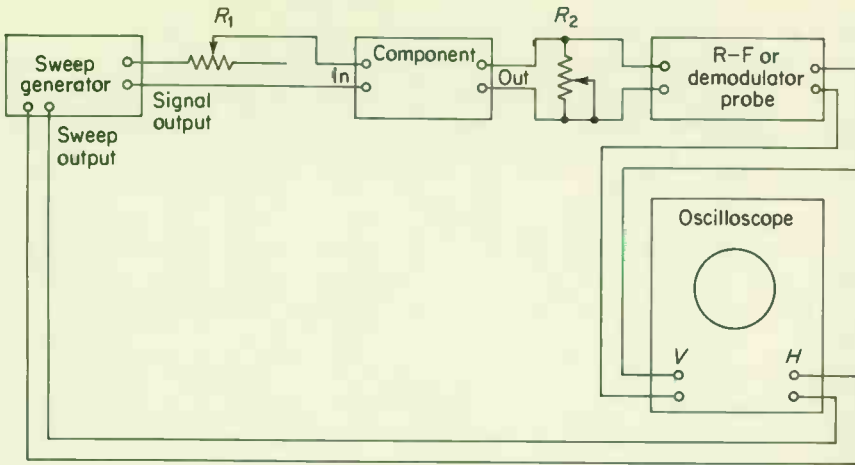 R1
R2
Sweep
generator
Signal
output
Sweep
output
In
Component
Out
R-F or
demodulator
probe
Oscilloscope
V
H